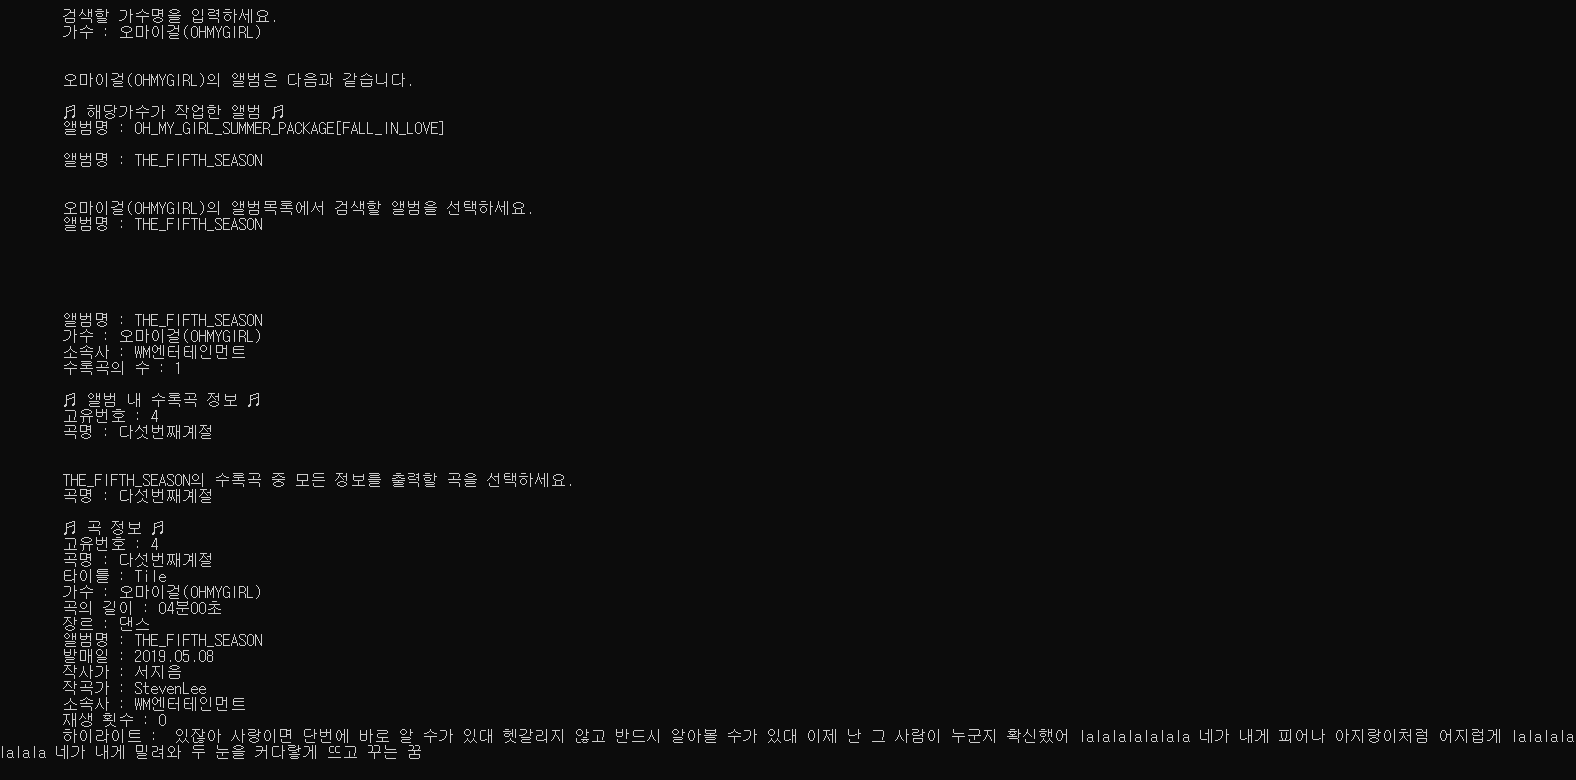 검색할 가수명을 입력하세요.
가수 : 오마이걸(OHMYGIRL)
오마이걸(OHMYGIRL)의 앨범은 다음과 같습니다.
♬ 해당가수가 작업한 앨범 ♬
앨범명 : OH_MY_GIRL_SUMMER_PACKAGE[FALL_IN_LOVE]
앨범명 : THE_FIFTH_SEASON
오마이걸(OHMYGIRL)의 앨범목록에서 검색할 앨범을 선택하세요.
앨범명 : THE_FIFTH_SEASON
앨범명 : THE_FIFTH_SEASON
가수 : 오마이걸(OHMYGIRL)
소속사 : WM엔터테인먼트
수록곡의 수 : 1
♬ 앨범 내 수록곡 정보 ♬
고유번호 : 4
곡명 : 다섯번째계절
THE_FIFTH_SEASON의 수록곡 중 모든 정보를 출력할 곡을 선택하세요.
곡명 : 다섯번째계절
♬ 곡 정보 ♬
고유번호 : 4
곡명 : 다섯번째계절
타이틀 : Tile
가수 : 오마이걸(OHMYGIRL)
곡의 길이 : 04분00초
장르 : 댄스
앨범명 : THE_FIFTH_SEASON
발매일 : 2019.05.08
작사가 : 서지음
작곡가 : StevenLee
소속사 : WM엔터테인먼트
재생 횟수 : 0
하이라이트 :  있잖아 사랑이면 단번에 바로 알 수가 있대 헷갈리지 않고 반드시 알아볼 수가 있대 이제 난 그 사람이 누군지 확신했어 lalalalalalala 네가 내게 피어나 아지랑이처럼 어지럽게 lalalala
lalala 네가 내게 밀려와 두 눈을 커다랗게 뜨고 꾸는 꿈